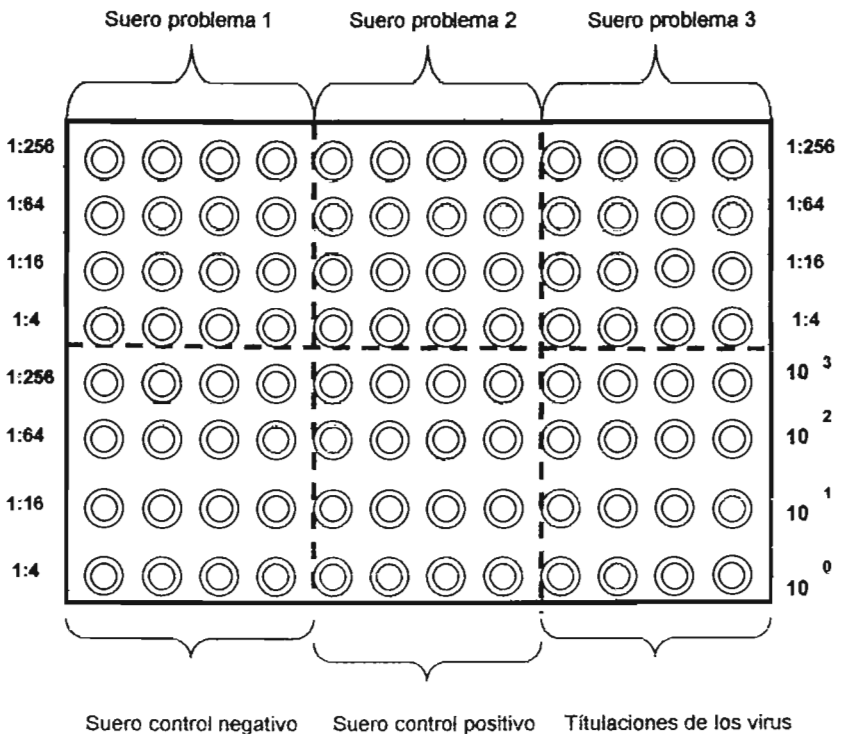 Suero problema 1 Suero problema 2 Suero problema 3
1:256 1:256
1:64 1:64
1:16 1:16
1:4 1:4
1:256 10 3
1:64 10 2
1:16 10 1
1:4 10 0
Suero control negativo Suero control positivo Títulaciones de los virus